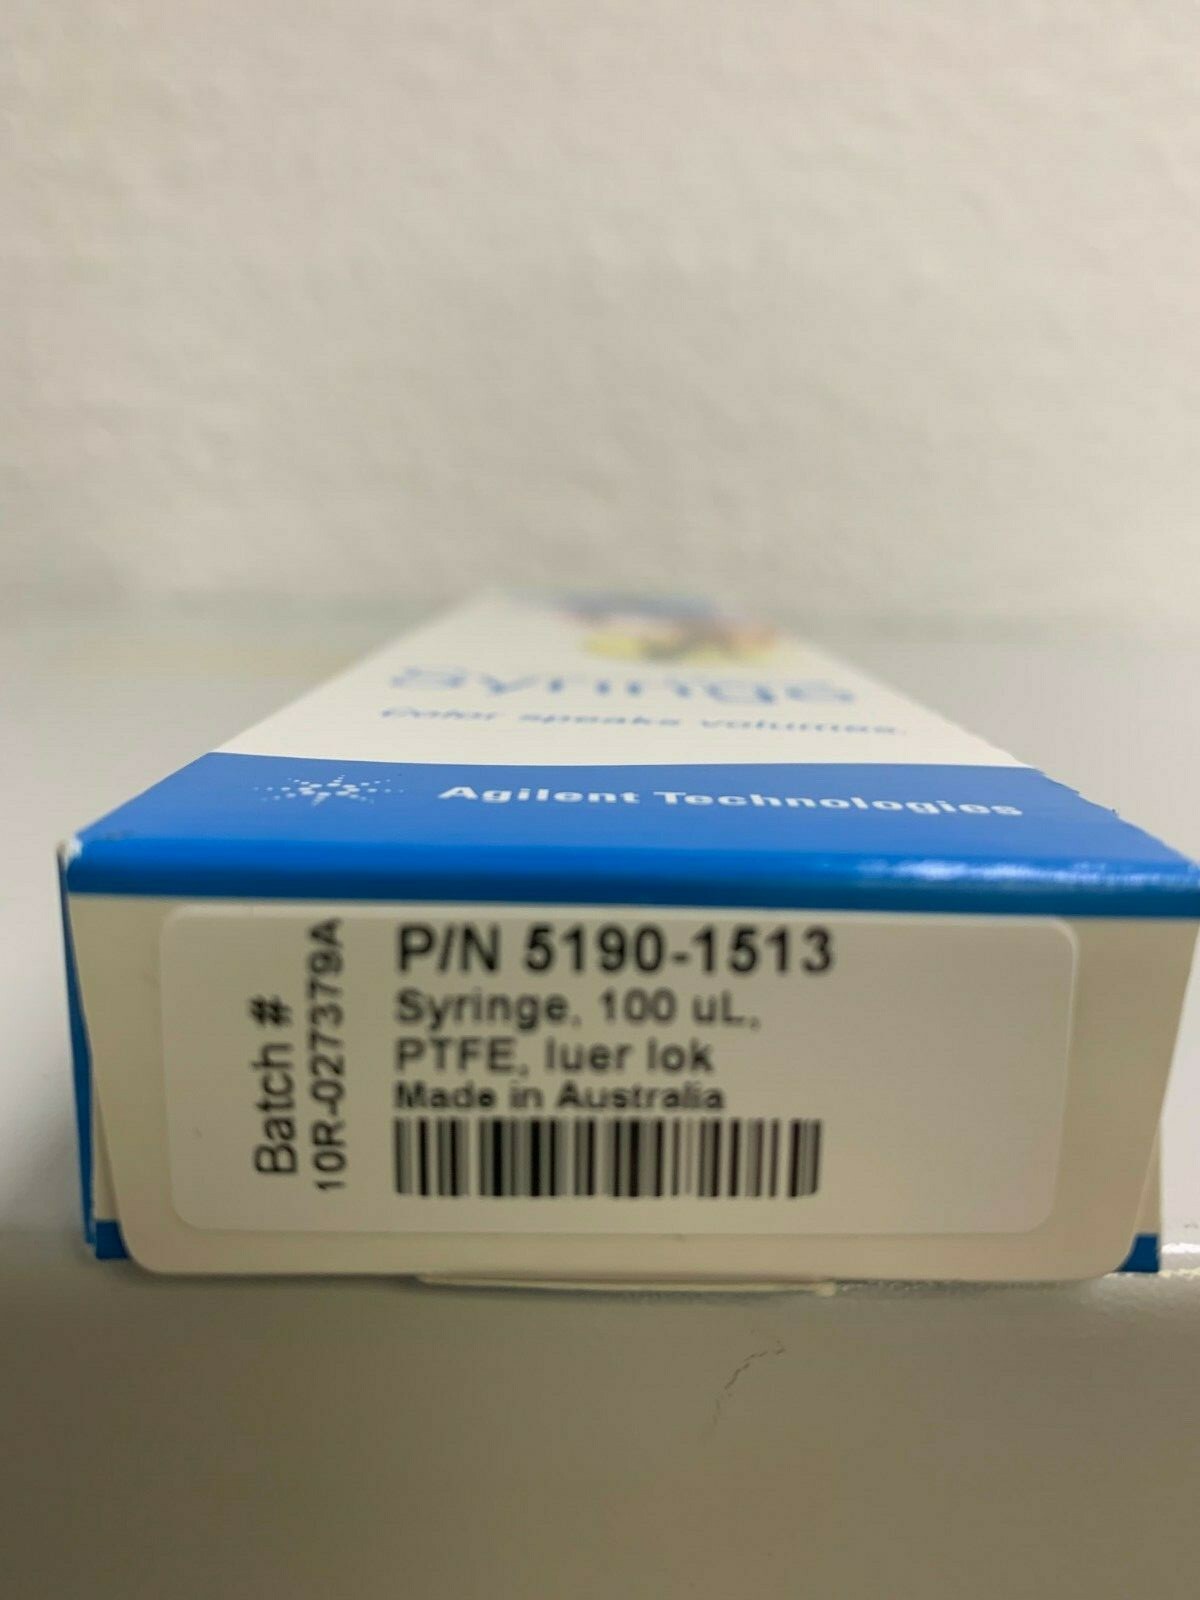 Syringe
Color speaks volumes.
Agilent Technologies
Batch #
10R-027379A
P/N 5190-1513
Syringe, 100 uL,
PTFE, luer lok
Made in Australia